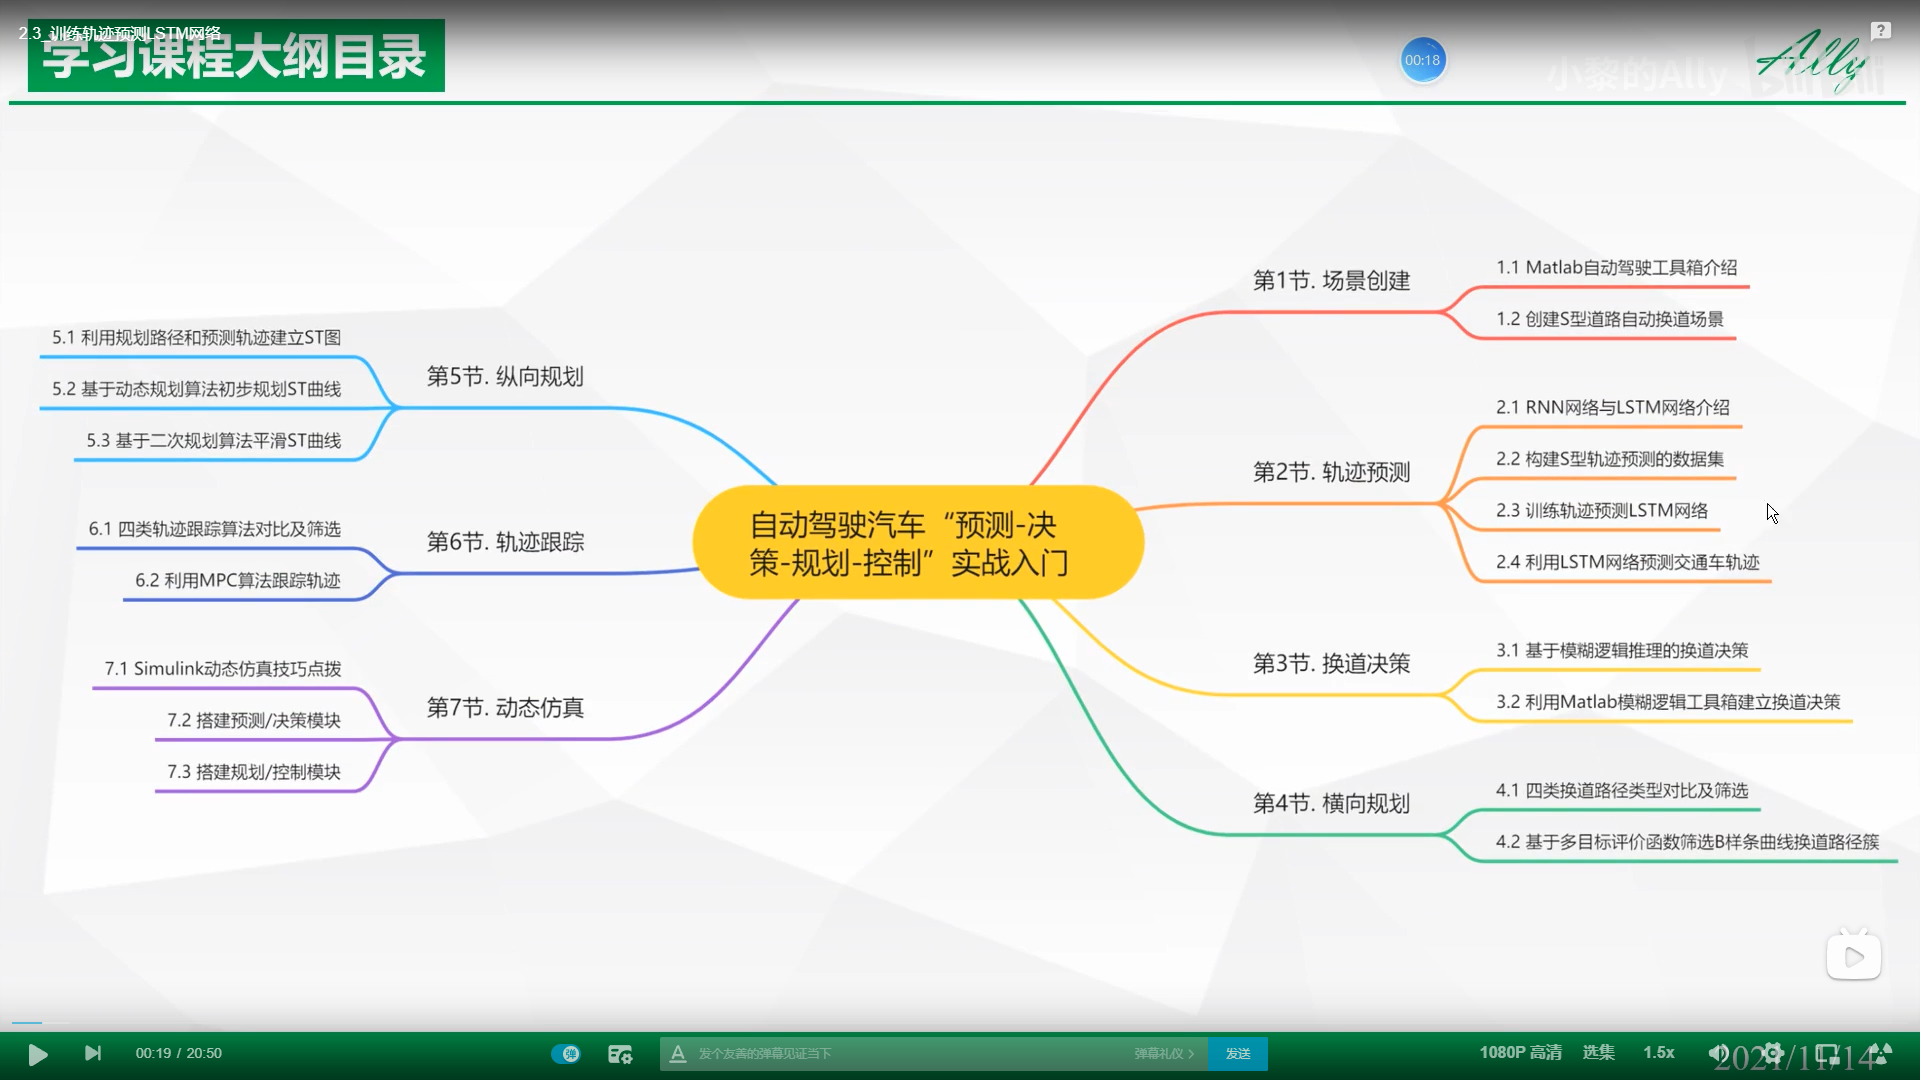 2.3_训练轨迹预测LSTM网络
学习课程大纲目录
00:18
小黎的Ally
Ally
?
第1节. 场景创建
1.1 Matlab自动驾驶工具箱介绍
1.2 创建S型道路自动换道场景
第2节. 轨迹预测
2.1 RNN网络与LSTM网络介绍
2.2 构建S型轨迹预测的数据集
2.3 训练轨迹预测LSTM网络
2.4 利用LSTM网络预测交通车轨迹
第3节. 换道决策
3.1 基于模糊逻辑推理的换道决策
3.2 利用Matlab模糊逻辑工具箱建立换道决策
第4节. 横向规划
4.1 四类换道路径类型对比及筛选
4.2 基于多目标评价函数筛选B样条曲线换道路径簇
自动驾驶汽车“预测-决
策-规划-控制”实战入门
第5节. 纵向规划
5.1 利用规划路径和预测轨迹建立ST图
5.2 基于动态规划算法初步规划ST曲线
5.3 基于二次规划算法平滑ST曲线
第6节. 轨迹跟踪
6.1 四类轨迹跟踪算法对比及筛选
6.2 利用MPC算法跟踪轨迹
第7节. 动态仿真
7.1 Simulink动态仿真技巧点拨
7.2 搭建预测/决策模块
7.3 搭建规划/控制模块
00:19 / 20:50
弹
A 发个友善的弹幕见证当下
弹幕礼仪 >
发送
1080P 高清
选集
1.5x
2021/11/14